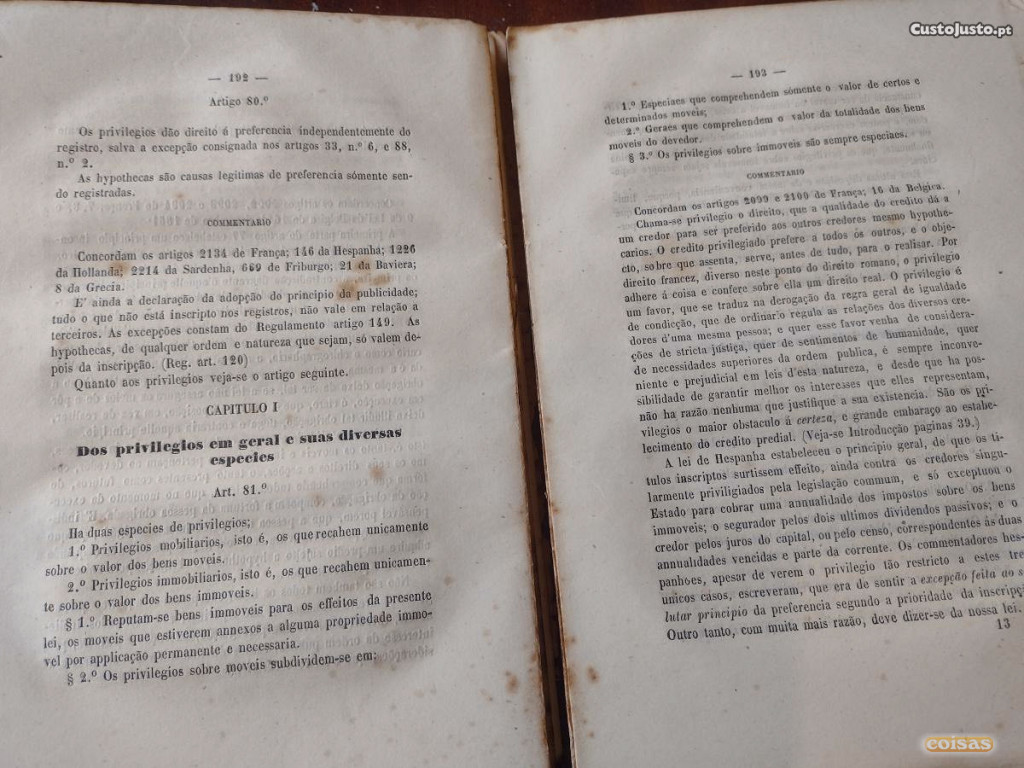 — 192 —
Artigo 80.º
Os privilegios dão direito á preferencia independentemente do
registro, salva a excepção consignada nos artigos 33, n.º 6, e 88,
n.º 2.
As hypothecas são causas legitimas de preferencia sómente sen-
do registradas.
COMMENTARIO
Concordam os artigos 2134 de França; 146 da Hespanha; 1226
da Hollanda; 2214 da Sardenha, 669 de Friburgo; 21 da Baviera;
8 da Grecia.
E' ainda a declaração da adopção do principio da publicidade;
tudo o que não está inscripto nos registros, não vale em relação a
terceiros. As excepções constam do Regulamento artigo 149. As
hypothecas, de qualquer ordem e natureza que sejam, só valem de-
pois da inscripção. (Reg. art. 120)
Quanto aos privilegios veja-se o artigo seguinte.
CAPITULO I
Dos privilegios em geral e suas diversas
especies
Art. 81.º
Ha duas especies de privilegios;
1.º Privilegios mobiliarios, isto é, os que recahem unicamente
sobre o valor dos bens moveis.
2.º Privilegios immobiliarios, isto é, os que recabem unicamen-
te sobre o valor dos bens immoveis.
§ 1.º Reputam-se bens immoveis para os effeitos da presente
lei, os moveis que estiverem annexos a alguma propriedade immo-
vel por applicação permanente e necessaria.
§ 2.º Os privilegios sobre moveis subdividem-se em:
— 193 —
1.º Especiaes que comprehendem sómente o valor de certos e
determinados moveis;
2.º Geraes que comprehendem o valor da totalidade dos bens
moveis do devedor.
§ 3.º Os privilegios sobre immoveis são sempre especiaes.
COMMENTARIO
Concordam os artigos 2099 e 2100 de França; 16 da Belgica.
Chama-se privilegio o direito, que a qualidade do credito dá a
um credor para ser preferido aos outros credores mesmo hypothe-
carios. O credito privilegiado prefere a todos ós outros, e o obje-
cto, sobre que assenta, serve, antes de tudo, para o realisar. Por
direito francez, diverso neste ponto do direito romano, o privilegio
adhere á coisa e confere sobre ella um direito real. O privilegio é
um favor, que se traduz na derogação da regra geral de igualdade
de condicção, que de ordinario regula as relações dos diversos cre-
dores d'uma mesma pessoa; e quer esse favor venha de considera-
ções de stricta justiça, quer de sentimentos de humanidade, quer
de necessidades superiores da ordem publica, é sempre inconve-
niente e prejudicial em leis d'esta natureza, e desde que ha pos-
sibilidade de garantir melhor os interesses que elles representam,
não ha razão nenhuma que justifique a sua existencia. São os pri-
vilegios o maior obstaculo á certeza, e grande embaraço ao estabe-
lecimento do credito predial. (Veja-se Introducção paginas 39.)
A lei de Hespanha estabeleceu o principio geral, de que os ti-
tulos inscriptos surtissem effeito, ainda contra os credores singu-
larmente priviligiados pela legislação commum, e só exceptuou o
Estado para cobrar uma annualidade dos impostos sobre os bens
immoveis; o segurador pelos dois ultimos dividendos passivos; e o
credor pelos juros do capital, ou pelo censo, correspondentes ás duas
annualidades vencidas e parte da corrente. Os commentadores hes-
panhoes, apesar de verem o privilegio tão restricto a estes tres
unicos casos, escreveram, que era de sentir a excepção feita ao s
lutar principio da preferencia segundo a prioridade da inscripçã
Outro tanto, com muita mais razão, deve dizer-se da nossa lei.
13
CustoJusto.pt
coisas